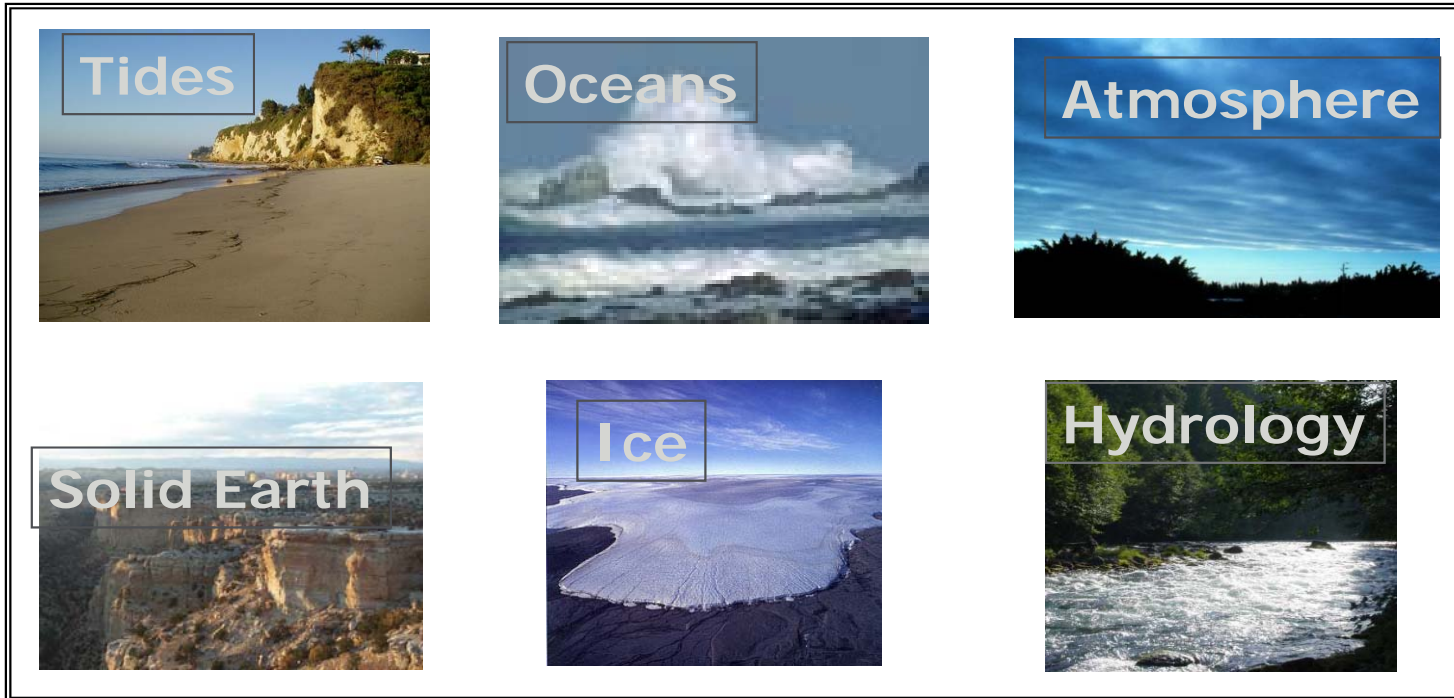 Tides
Oceans
Atmosphere
Solid Earth
Ice
Hydrology